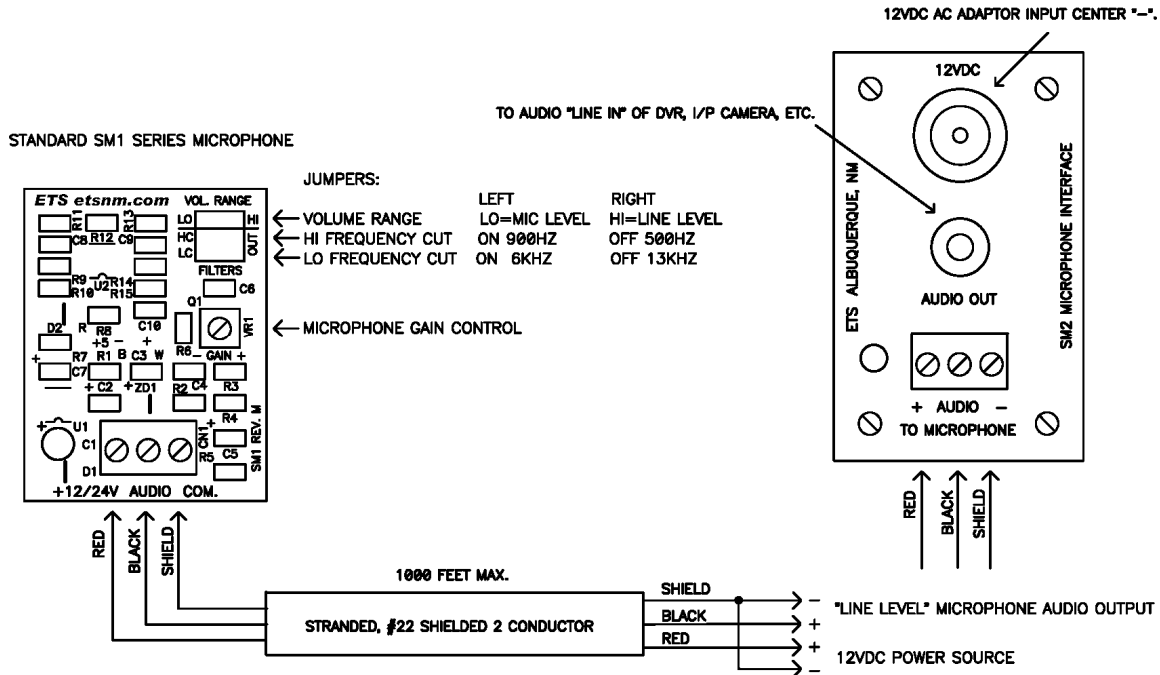 12VDC AC ADAPTOR INPUT CENTER "-".
12VDC
TO AUDIO "LINE IN" OF DVR, I/P CAMERA, ETC.
ETS ALBUQUERQUE, NM
SM2 MICROPHONE INTERFACE
AUDIO OUT
+ AUDIO -
TO MICROPHONE
RED
BLACK
SHIELD
STANDARD SM1 SERIES MICROPHONE
JUMPERS:
LEFT RIGHT
VOLUME RANGE LO=MIC LEVEL HI=LINE LEVEL
HI FREQUENCY CUT ON 900HZ OFF 500HZ
LO FREQUENCY CUT ON 6KHZ OFF 13KHZ
MICROPHONE GAIN CONTROL
ETS etsnm.com VOL. RANGE
R11 R13 LO HI
C8 R12 C9 HC OUT
LC
FILTERS
R9 U2 R14
R10 R15 C6
Q1
D2 R R8 C10 VR1
+5 - + R6
+ R7 R1 B C3 W - GAIN +
C7
+ C2 + ZD1 R2 C4 R3
R4
+ U1 CN1 +
C1 R5 C5
D1
SM1 REV. M
+12/24V AUDIO COM.
RED
BLACK
SHIELD
1000 FEET MAX.
STRANDED, #22 SHIELDED 2 CONDUCTOR
SHIELD
BLACK
RED
- "LINE LEVEL" MICROPHONE AUDIO OUTPUT
+
+ 12VDC POWER SOURCE
-